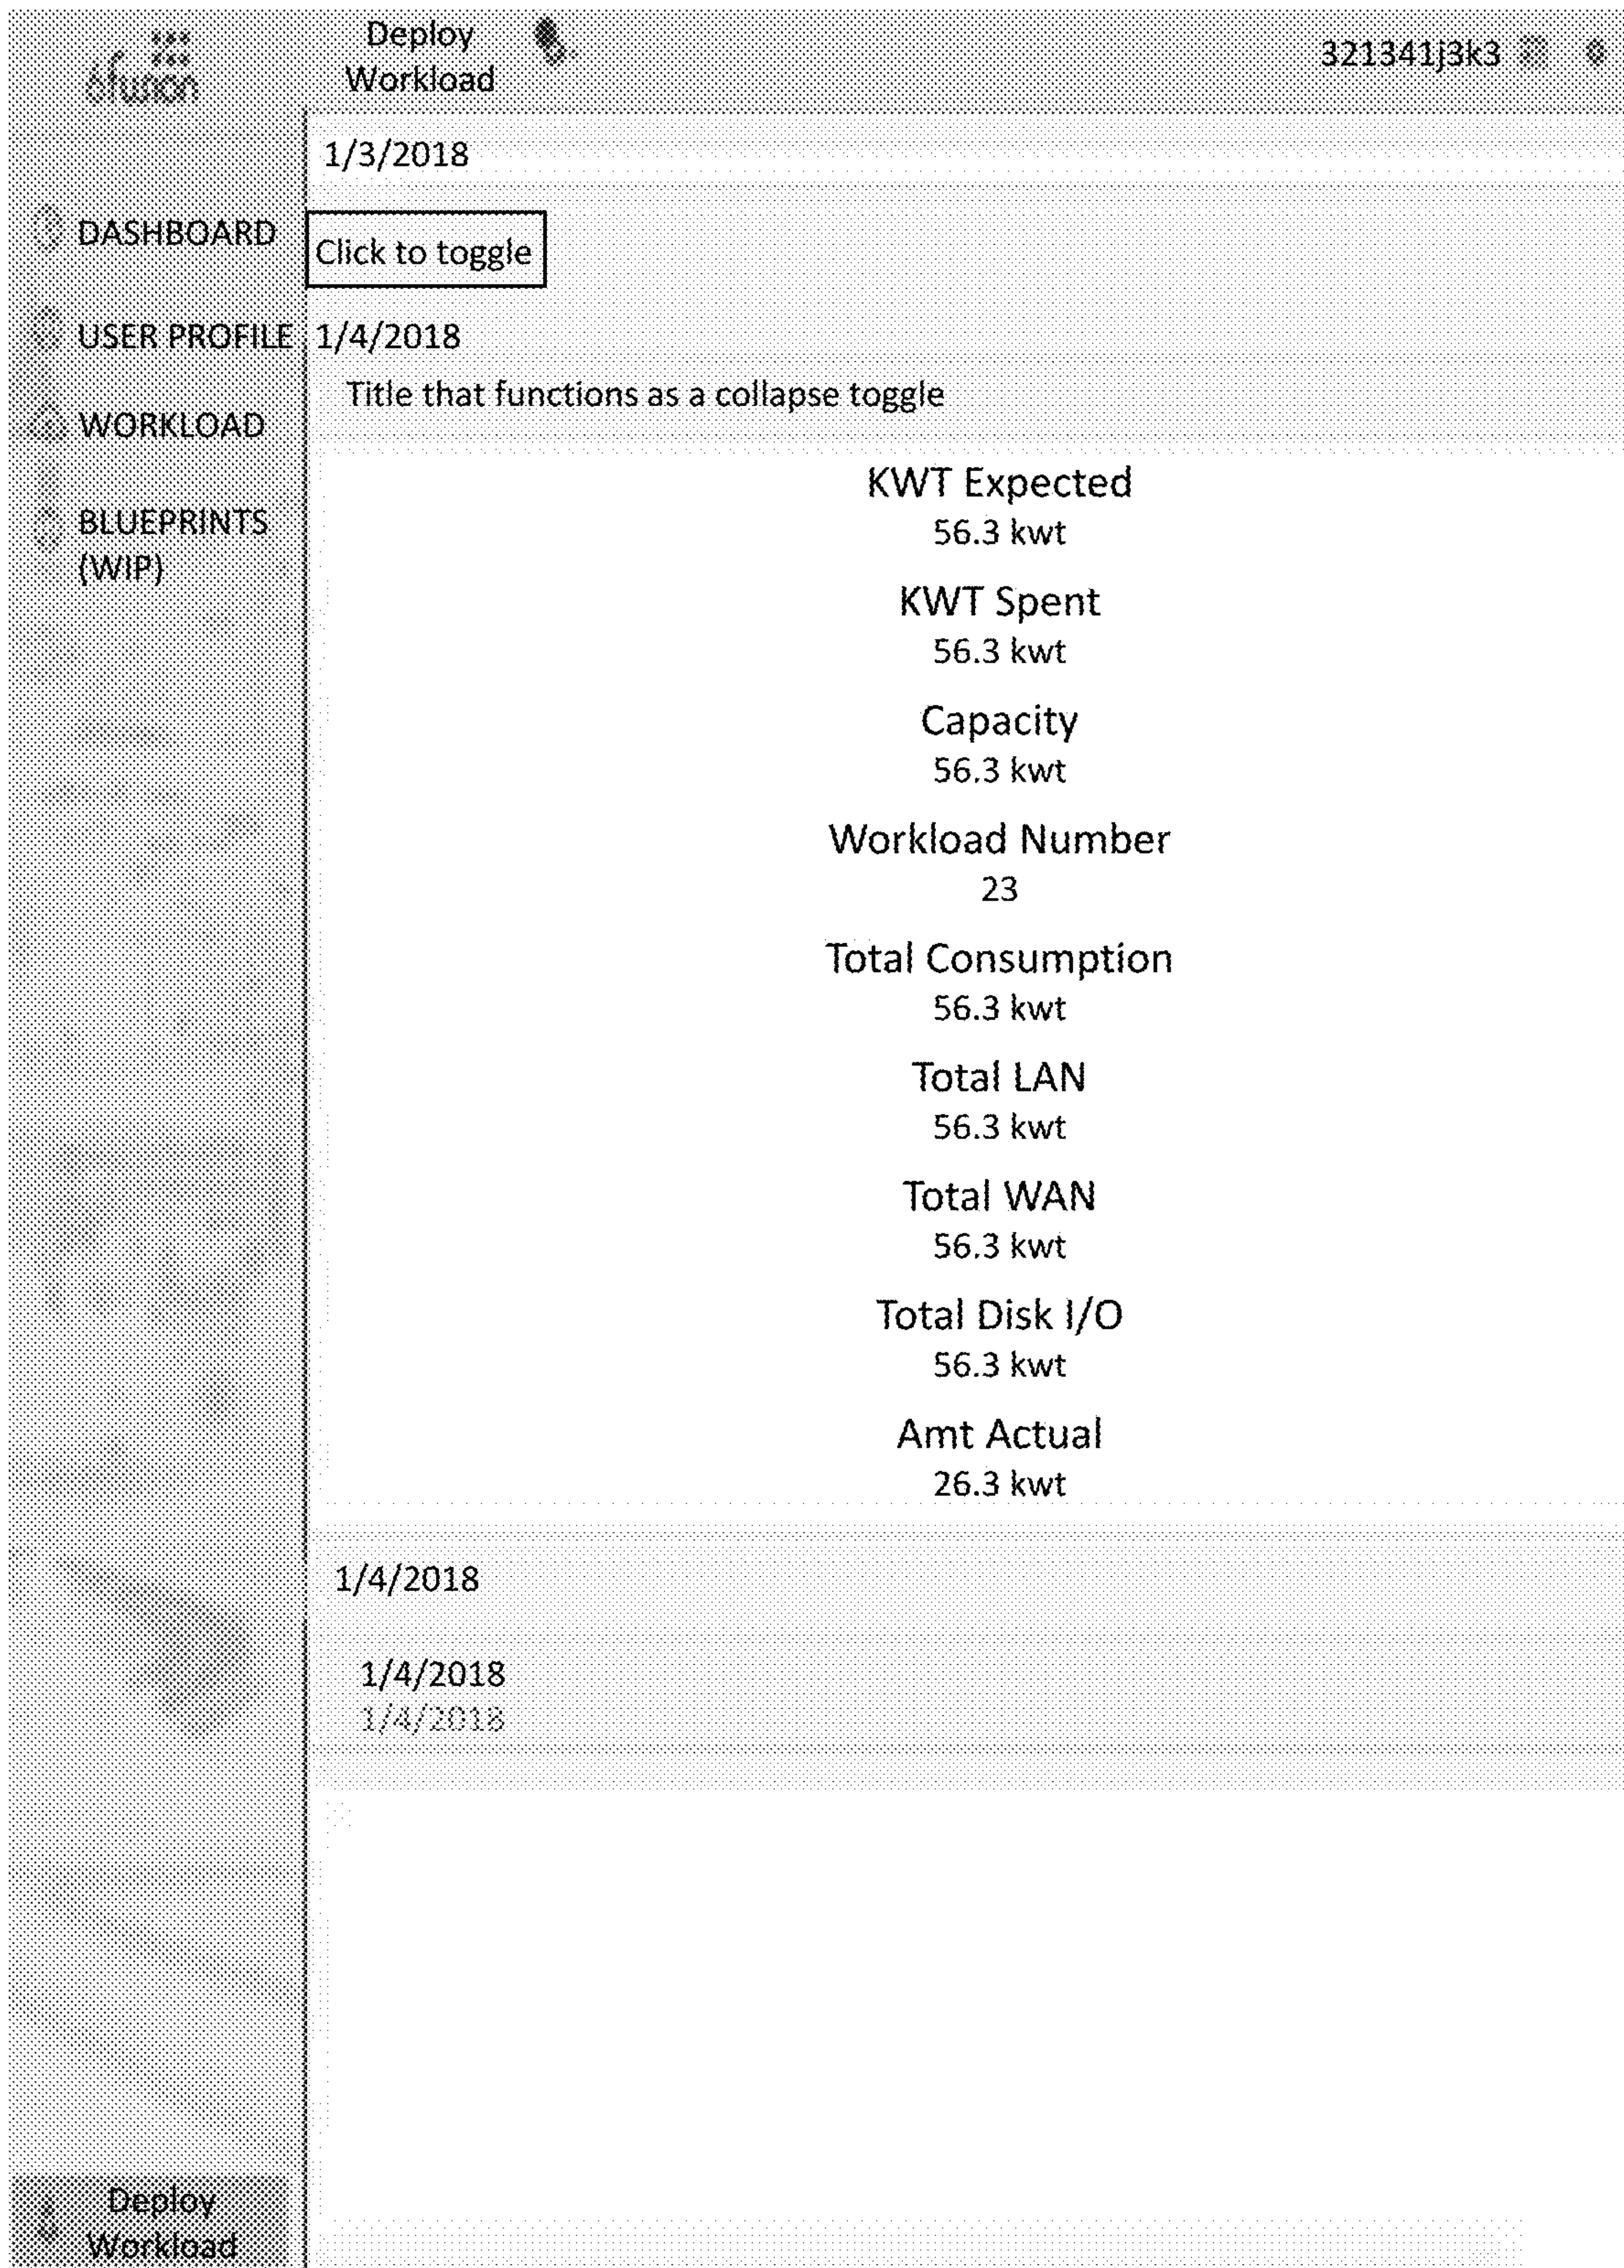 6fusion
Deploy
Workload
321341j3k3
1/3/2018
DASHBOARD
Click to toggle
USER PROFILE
1/4/2018
Title that functions as a collapse toggle
WORKLOAD
BLUEPRINTS
(WIP)
KWT Expected
56.3 kwt
KWT Spent
56.3 kwt
Capacity
56.3 kwt
Workload Number
23
Total Consumption
56.3 kwt
Total LAN
56.3 kwt
Total WAN
56.3 kwt
Total Disk I/O
56.3 kwt
Amt Actual
26.3 kwt
1/4/2018
1/4/2018
1/4/2018
Deploy
Workload